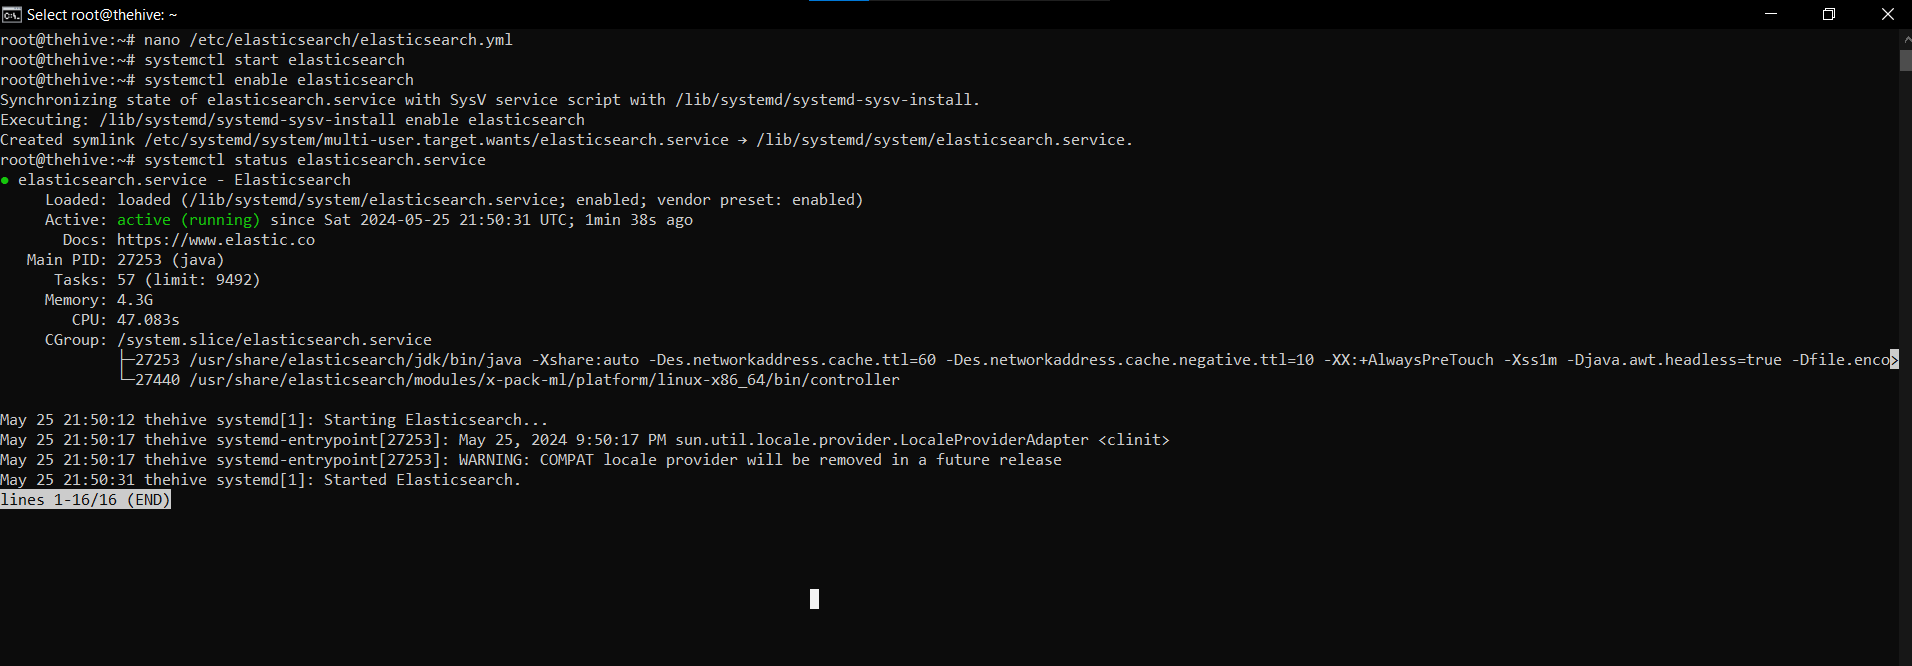 Select root@thehive: ~
root@thehive:~# nano /etc/elasticsearch/elasticsearch.yml
root@thehive:~# systemctl start elasticsearch
root@thehive:~# systemctl enable elasticsearch
Synchronizing state of elasticsearch.service with SysV service script with /lib/systemd/systemd-sysv-install.
Executing: /lib/systemd/systemd-sysv-install enable elasticsearch
Created symlink /etc/systemd/system/multi-user.target.wants/elasticsearch.service → /lib/systemd/system/elasticsearch.service.
root@thehive:~# systemctl status elasticsearch.service
● elasticsearch.service - Elasticsearch
Loaded: loaded (/lib/systemd/system/elasticsearch.service; enabled; vendor preset: enabled)
Active: active (running) since Sat 2024-05-25 21:50:31 UTC; 1min 38s ago
Docs: https://www.elastic.co
Main PID: 27253 (java)
Tasks: 57 (limit: 9492)
Memory: 4.3G
CPU: 47.083s
CGroup: /system.slice/elasticsearch.service
├─27253 /usr/share/elasticsearch/jdk/bin/java -Xshare:auto -Des.networkaddress.cache.ttl=60 -Des.networkaddress.cache.negative.ttl=10 -XX:+AlwaysPreTouch -Xss1m -Djava.awt.headless=true -Dfile.enco>
└─27440 /usr/share/elasticsearch/modules/x-pack-ml/platform/linux-x86_64/bin/controller
May 25 21:50:12 thehive systemd[1]: Starting Elasticsearch...
May 25 21:50:17 thehive systemd-entrypoint[27253]: May 25, 2024 9:50:17 PM sun.util.locale.provider.LocaleProviderAdapter <clinit>
May 25 21:50:17 thehive systemd-entrypoint[27253]: WARNING: COMPAT locale provider will be removed in a future release
May 25 21:50:31 thehive systemd[1]: Started Elasticsearch.
lines 1-16/16 (END)